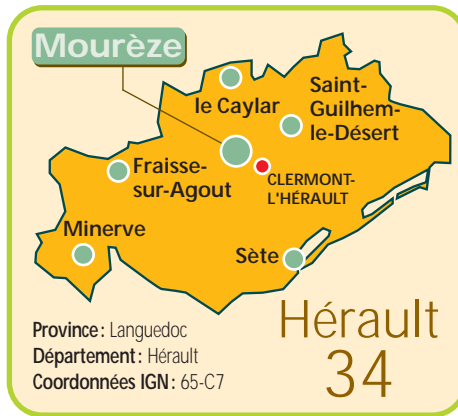 Mourèze
le Caylar
Saint-
Guilhem-
le-Désert
Fraisse-
sur-Agout
CLERMONT-
L'HÉRAULT
Minerve
Sète
Province : Languedoc
Département : Hérault
Coordonnées IGN : 65-C7
Hérault
34